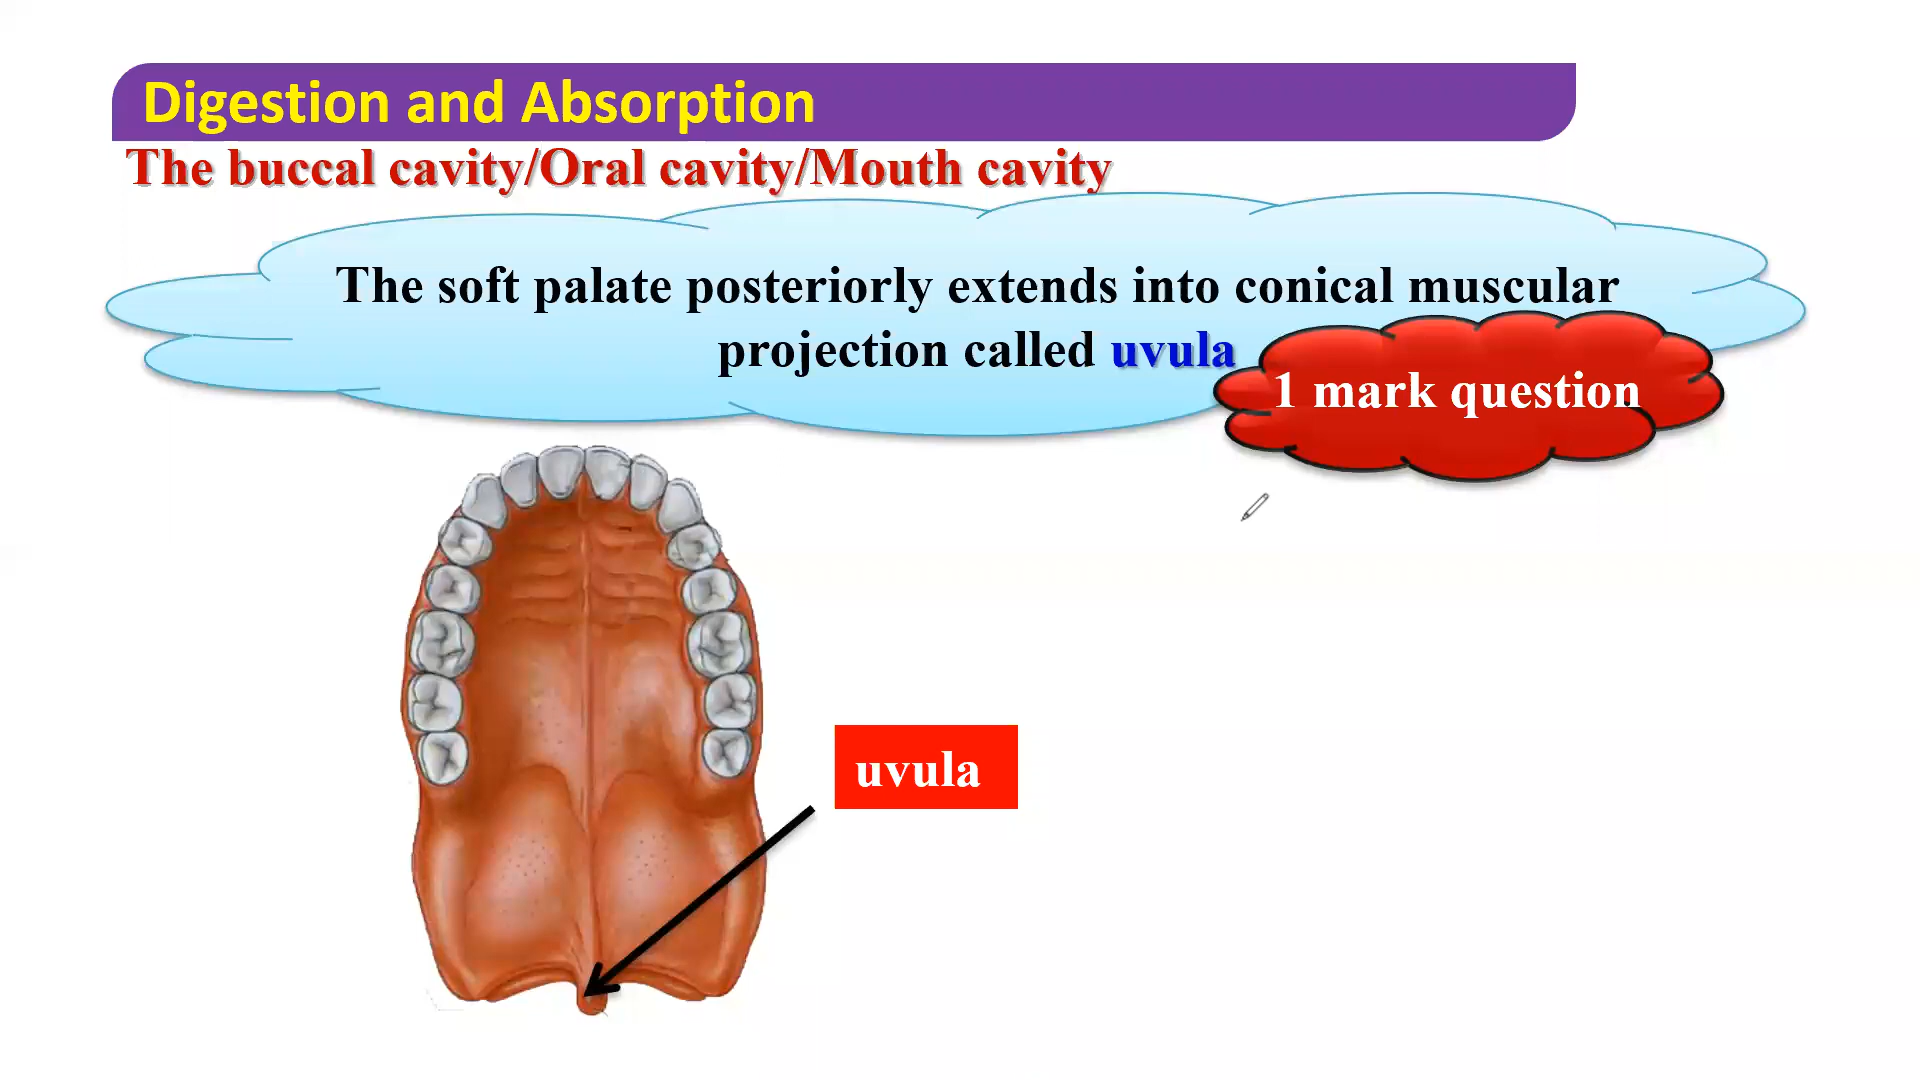 Digestion and Absorption
The buccal cavity/Oral cavity/Mouth cavity
The soft palate posteriorly extends into conical muscular
projection called uvula
1 mark question
uvula